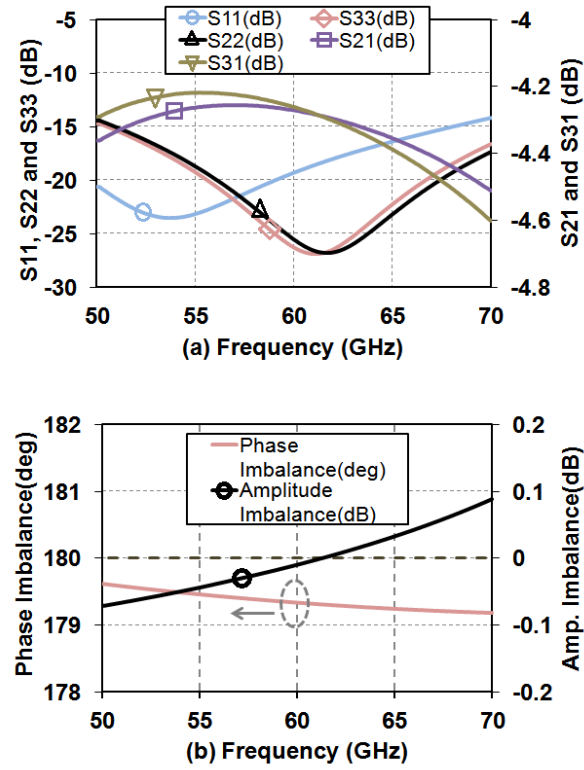 S11(dB) S33(dB)
S22(dB) S21(dB)
S31(dB)
S11, S22 and S33 (dB)
-5
-10
-15
-20
-25
-30
-4
-4.2
-4.4
-4.6
-4.8
S21 and S31 (dB)
50 55 60 65 70
(a) Frequency (GHz)
Phase Imbalance(deg)
182
181
180
179
178
Phase
Imbalance(deg)
Amplitude
Imbalance(dB)
0.2
0.1
0
-0.1
-0.2
Amp. Imbalance(dB)
50 55 60 65 70
(b) Frequency (GHz)